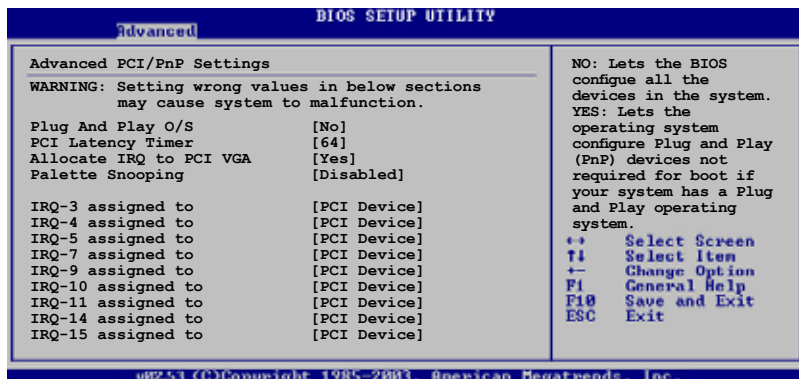 BIOS SETUP UTILITY
Advanced
Advanced PCI/PnP Settings
WARNING: Setting wrong values in below sections
may cause system to malfunction.
Plug And Play O/S [No]
PCI Latency Timer [64]
Allocate IRQ to PCI VGA [Yes]
Palette Snooping [Disabled]
IRQ-3 assigned to [PCI Device]
IRQ-4 assigned to [PCI Device]
IRQ-5 assigned to [PCI Device]
IRQ-7 assigned to [PCI Device]
IRQ-9 assigned to [PCI Device]
IRQ-10 assigned to [PCI Device]
IRQ-11 assigned to [PCI Device]
IRQ-14 assigned to [PCI Device]
IRQ-15 assigned to [PCI Device]
NO: Lets the BIOS
configue all the
devices in the system.
YES: Lets the
operating system
configure Plug and Play
(PnP) devices not
required for boot if
your system has a Plug
and Play operating
system.
↔ Select Screen
↑↓ Select Item
+- Change Option
F1 General Help
F10 Save and Exit
ESC Exit
v02.53 (C)Copyright 1985-2003, American Megatrends, Inc.